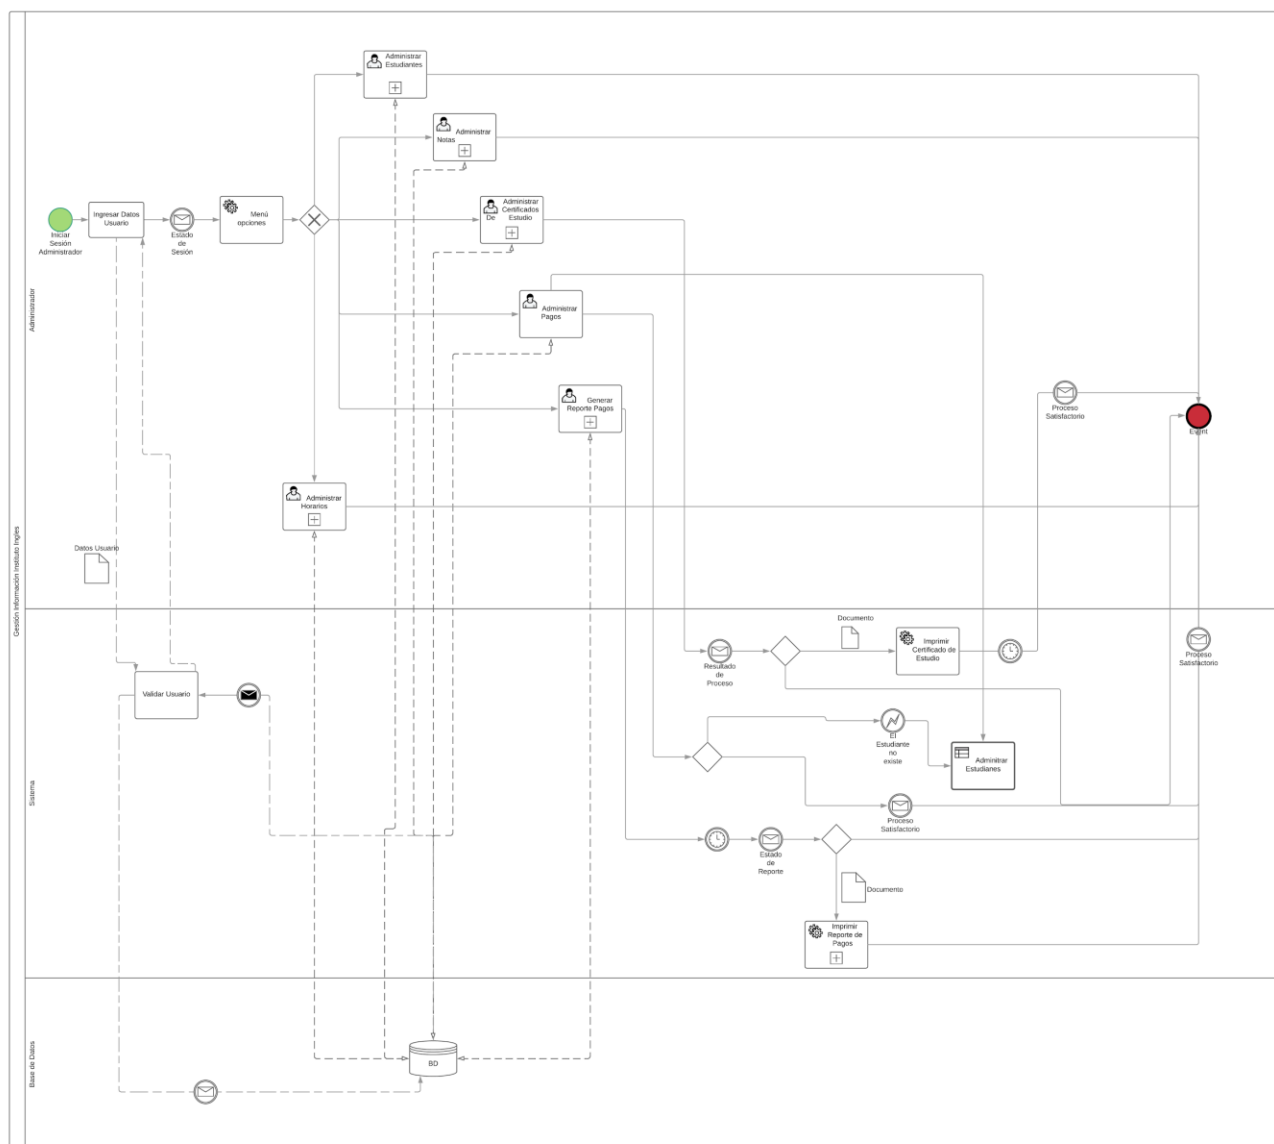 Gestión Información Instituto Ingles
Administrador
Administrar
Estudiantes
Administrar
Notas
Administrar
Certificados
De Estudio
Iniciar
Sesión
Administrador
Ingresar Datos
Usuario
Estado
de
Sesión
Menú
opciones
Administrar
Pagos
Generar
Reporte Pagos
Proceso
Satisfactorio
Event
Administrar
Horarios
Datos Usuario
Sistema
Documento
Imprimir
Certificado de
Estudio
Resultado
de
Proceso
Proceso
Satisfactorio
Validar Usuario
El
Estudiante
no
existe
Adminitrar
Estudianes
Proceso
Satisfactorio
Estado
de
Reporte
Documento
Imprimir
Reporte de
Pagos
Base de Datos
BD